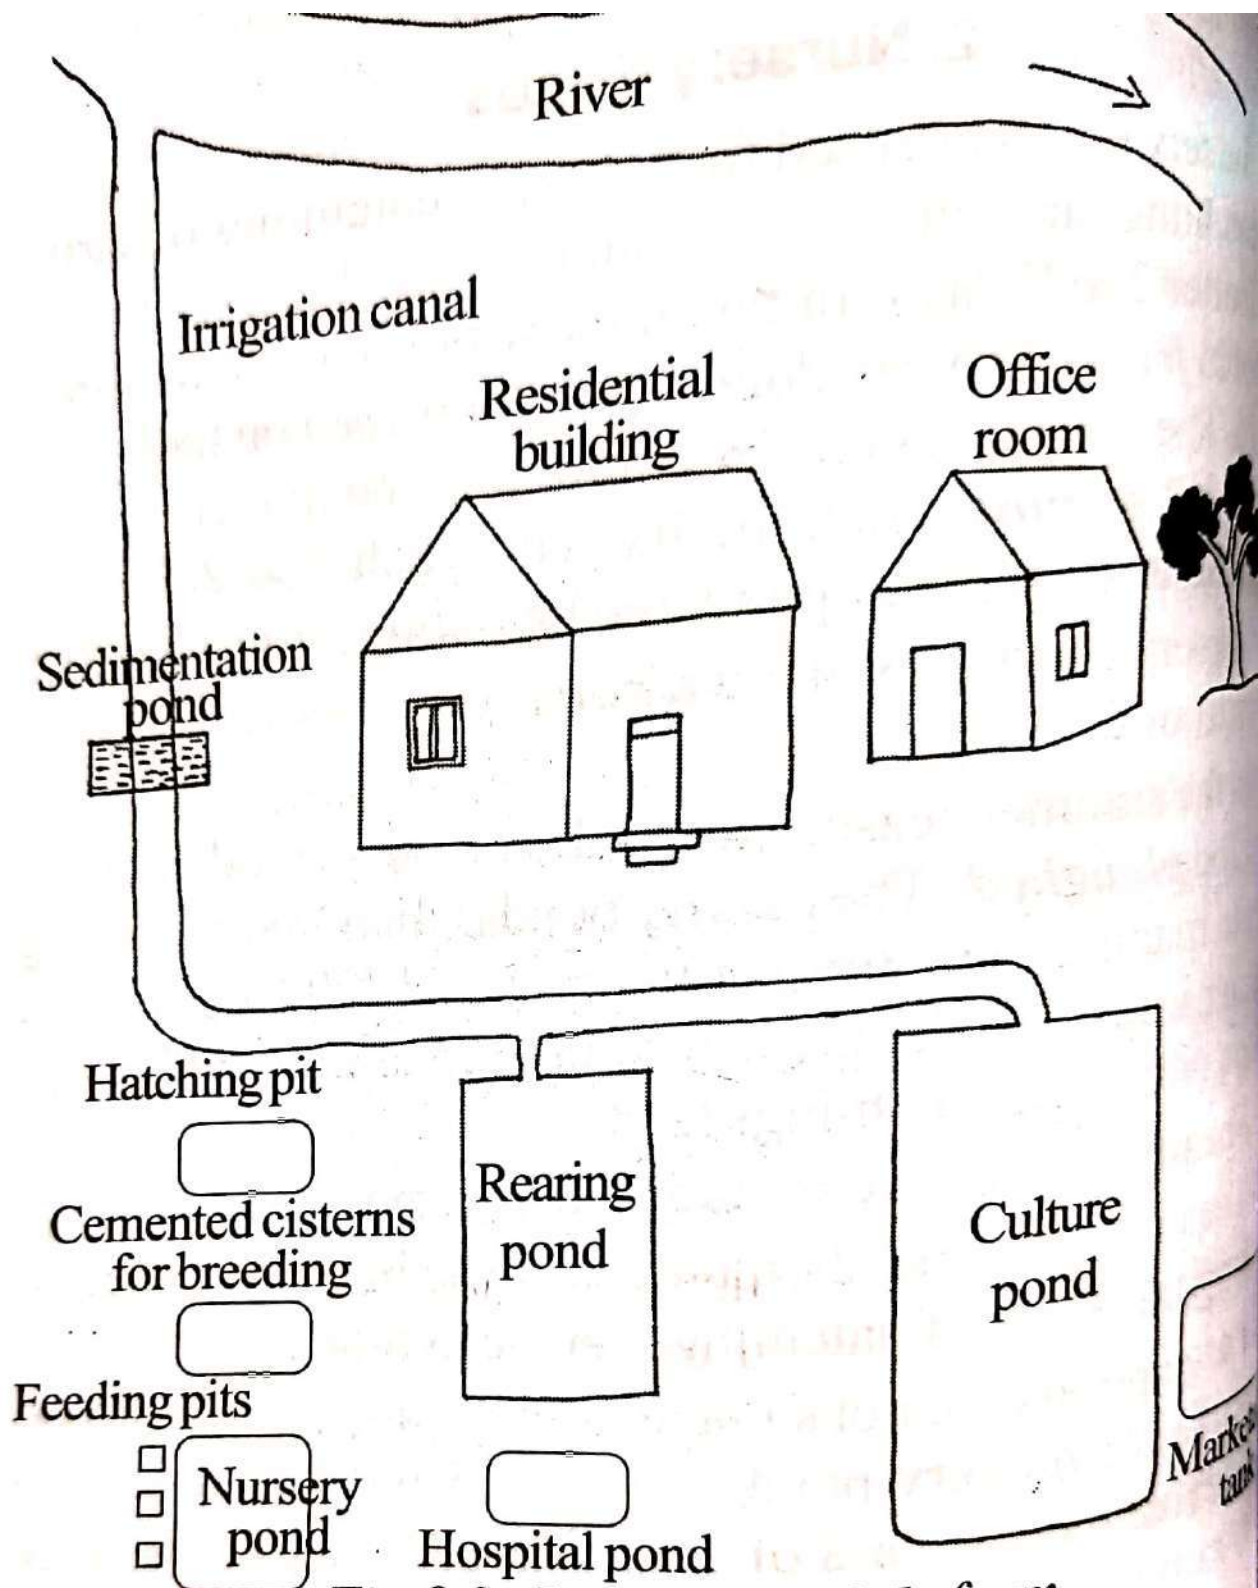 River
Irrigation canal
Residential
building
Office
room
Sedimentation
pond
Hatching pit
Rearing
pond
Culture
pond
Cemented cisterns
for breeding
Feeding pits
Nursery
pond
Hospital pond